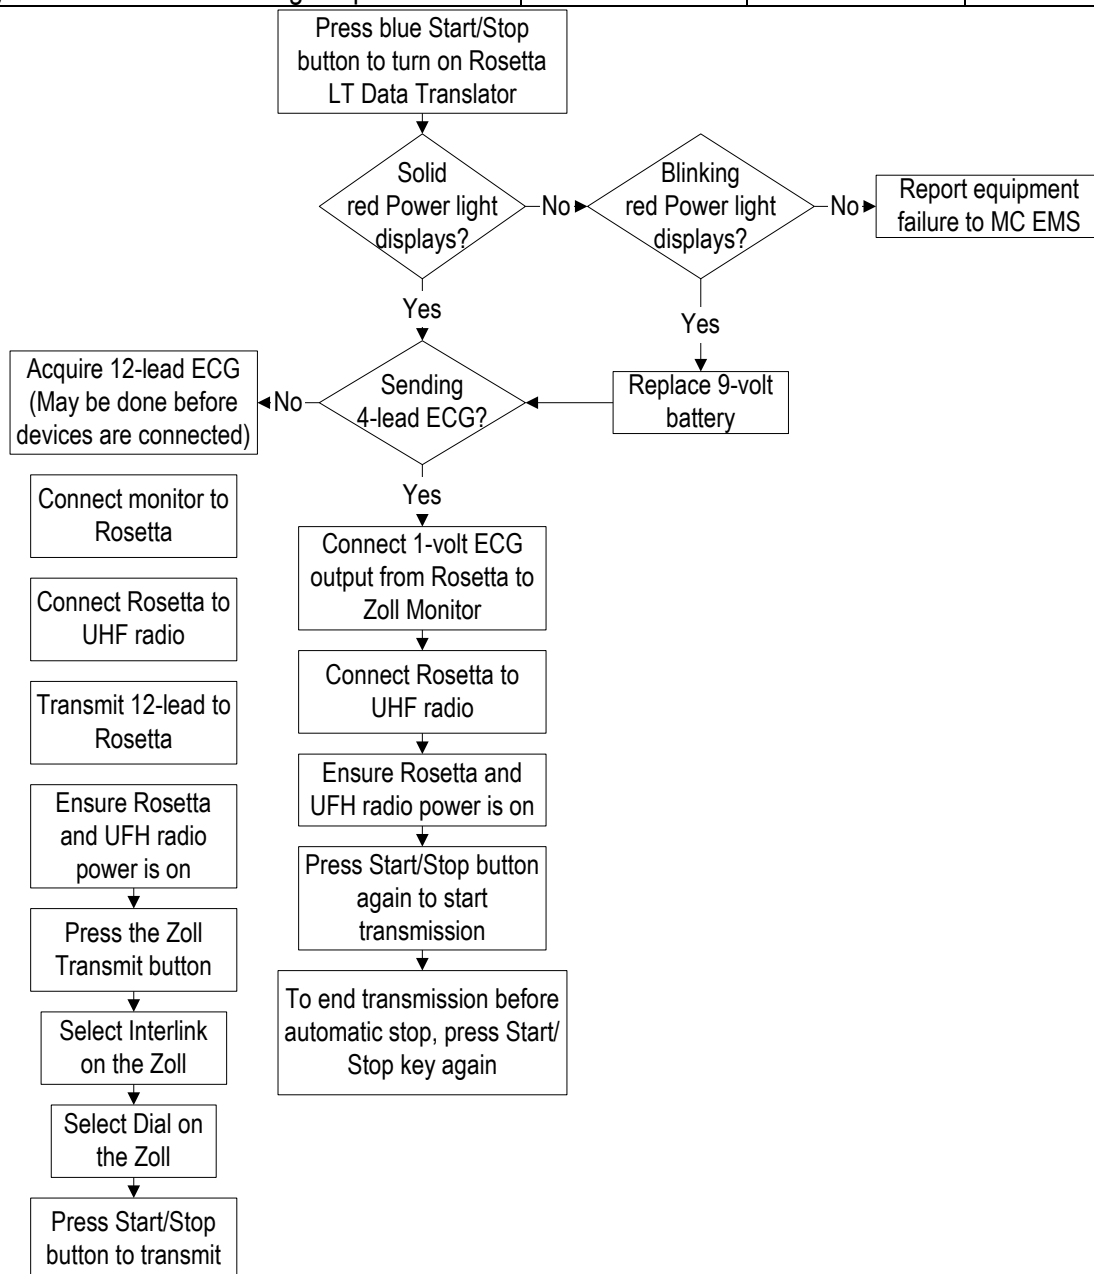 Press blue Start/Stop
button to turn on Rosetta
LT Data Translator
Solid
red Power light
displays?
No
Blinking
red Power light
displays?
No
Report equipment
failure to MC EMS
Yes
Yes
Acquire 12-lead ECG
(May be done before
devices are connected)
No
Sending
4-lead ECG?
Replace 9-volt
battery
Yes
Connect monitor to
Rosetta
Connect Rosetta to
UHF radio
Transmit 12-lead to
Rosetta
Ensure Rosetta
and UFH radio
power is on
Press the Zoll
Transmit button
Select Interlink
on the Zoll
Select Dial on
the Zoll
Press Start/Stop
button to transmit
Connect 1-volt ECG
output from Rosetta to
Zoll Monitor
Connect Rosetta to
UHF radio
Ensure Rosetta and
UFH radio power is on
Press Start/Stop button
again to start
transmission
To end transmission before
automatic stop, press Start/
Stop key again